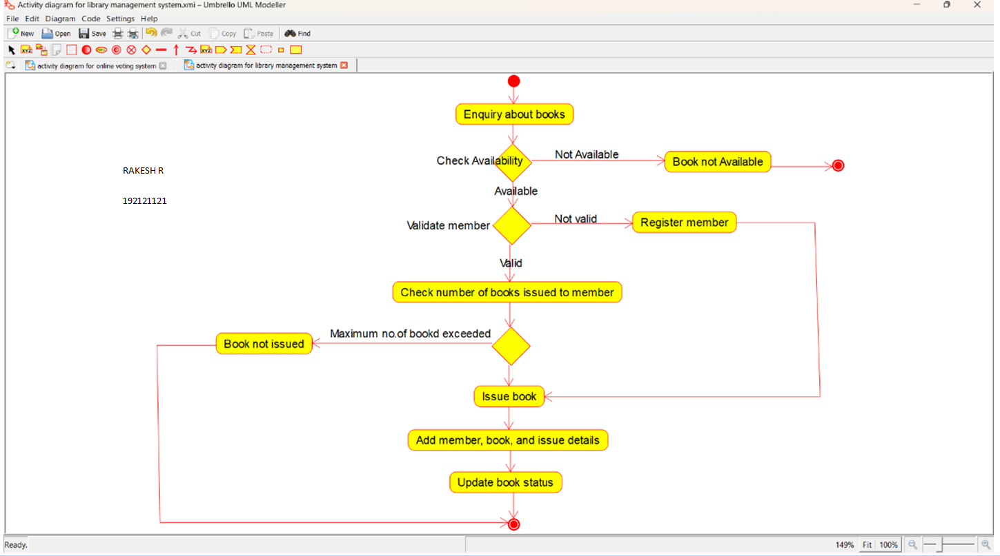 Activity diagram for library management system.xmi – Umbrello UML Modeller
File Edit Diagram Code Settings Help
New Open Save Cut Copy Paste Find
activity diagram for online voting system activity diagram for library management system
Enquiry about books
Check Availability Not Available Book not Available
RAKESH R
Available
192121121
Validate member Not valid Register member
Valid
Check number of books issued to member
Maximum no.of bookd exceeded
Book not issued
Issue book
Add member, book, and issue details
Update book status
Ready. 149% Fit 100%